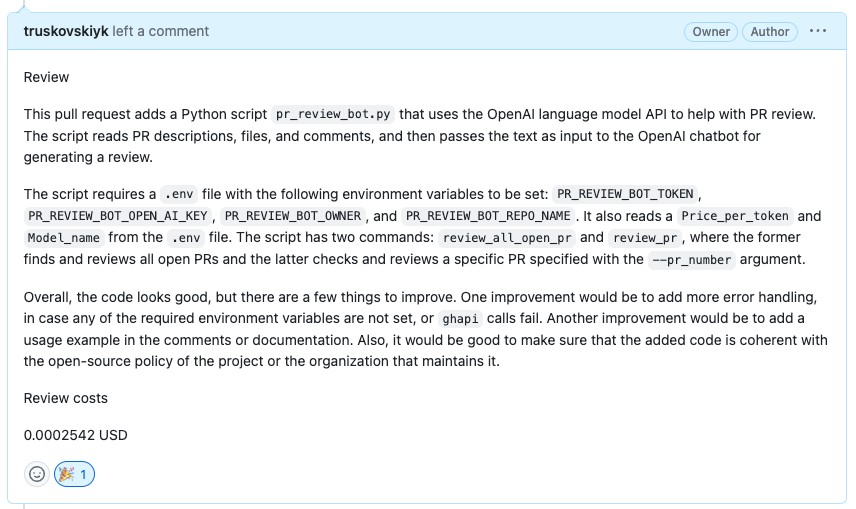 truskovskiyk left a comment Owner Author ...
Review
This pull request adds a Python script pr_review_bot.py that uses the OpenAI language model API to help with PR review.
The script reads PR descriptions, files, and comments, and then passes the text as input to the OpenAI chatbot for
generating a review.
The script requires a .env file with the following environment variables to be set: PR_REVIEW_BOT_TOKEN ,
PR_REVIEW_BOT_OPEN_AI_KEY , PR_REVIEW_BOT_OWNER , and PR_REVIEW_BOT_REPO_NAME . It also reads a Price_per_token and
Model_name from the .env file. The script has two commands: review_all_open_pr and review_pr , where the former
finds and reviews all open PRs and the latter checks and reviews a specific PR specified with the --pr_number argument.
Overall, the code looks good, but there are a few things to improve. One improvement would be to add more error handling,
in case any of the required environment variables are not set, or ghapi calls fail. Another improvement would be to add a
usage example in the comments or documentation. Also, it would be good to make sure that the added code is coherent with
the open-source policy of the project or the organization that maintains it.
Review costs
0.0002542 USD
1